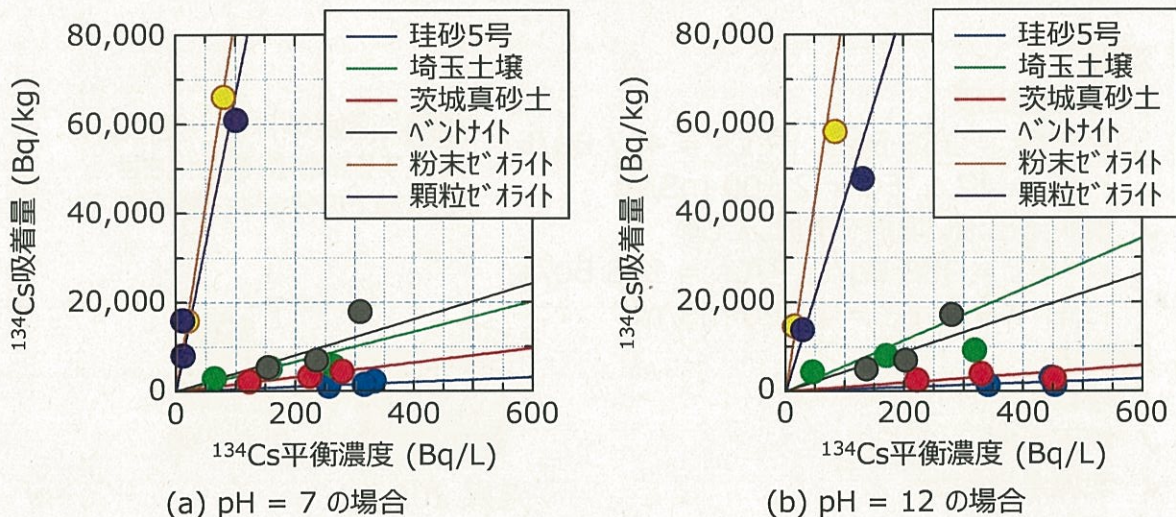 80,000
60,000
40,000
20,000
0
¹³⁴Cs吸着量 (Bq/kg)
珪砂5号
埼玉土壌
茨城真砂土
ﾍﾞﾝﾄﾅｲﾄ
粉末ｾﾞｵﾗｲﾄ
顆粒ｾﾞｵﾗｲﾄ
0 200 400 600
¹³⁴Cs平衡濃度 (Bq/L)
(a) pH = 7 の場合
80,000
60,000
40,000
20,000
0
¹³⁴Cs吸着量 (Bq/kg)
珪砂5号
埼玉土壌
茨城真砂土
ﾍﾞﾝﾄﾅｲﾄ
粉末ｾﾞｵﾗｲﾄ
顆粒ｾﾞｵﾗｲﾄ
0 200 400 600
¹³⁴Cs平衡濃度 (Bq/L)
(b) pH = 12 の場合